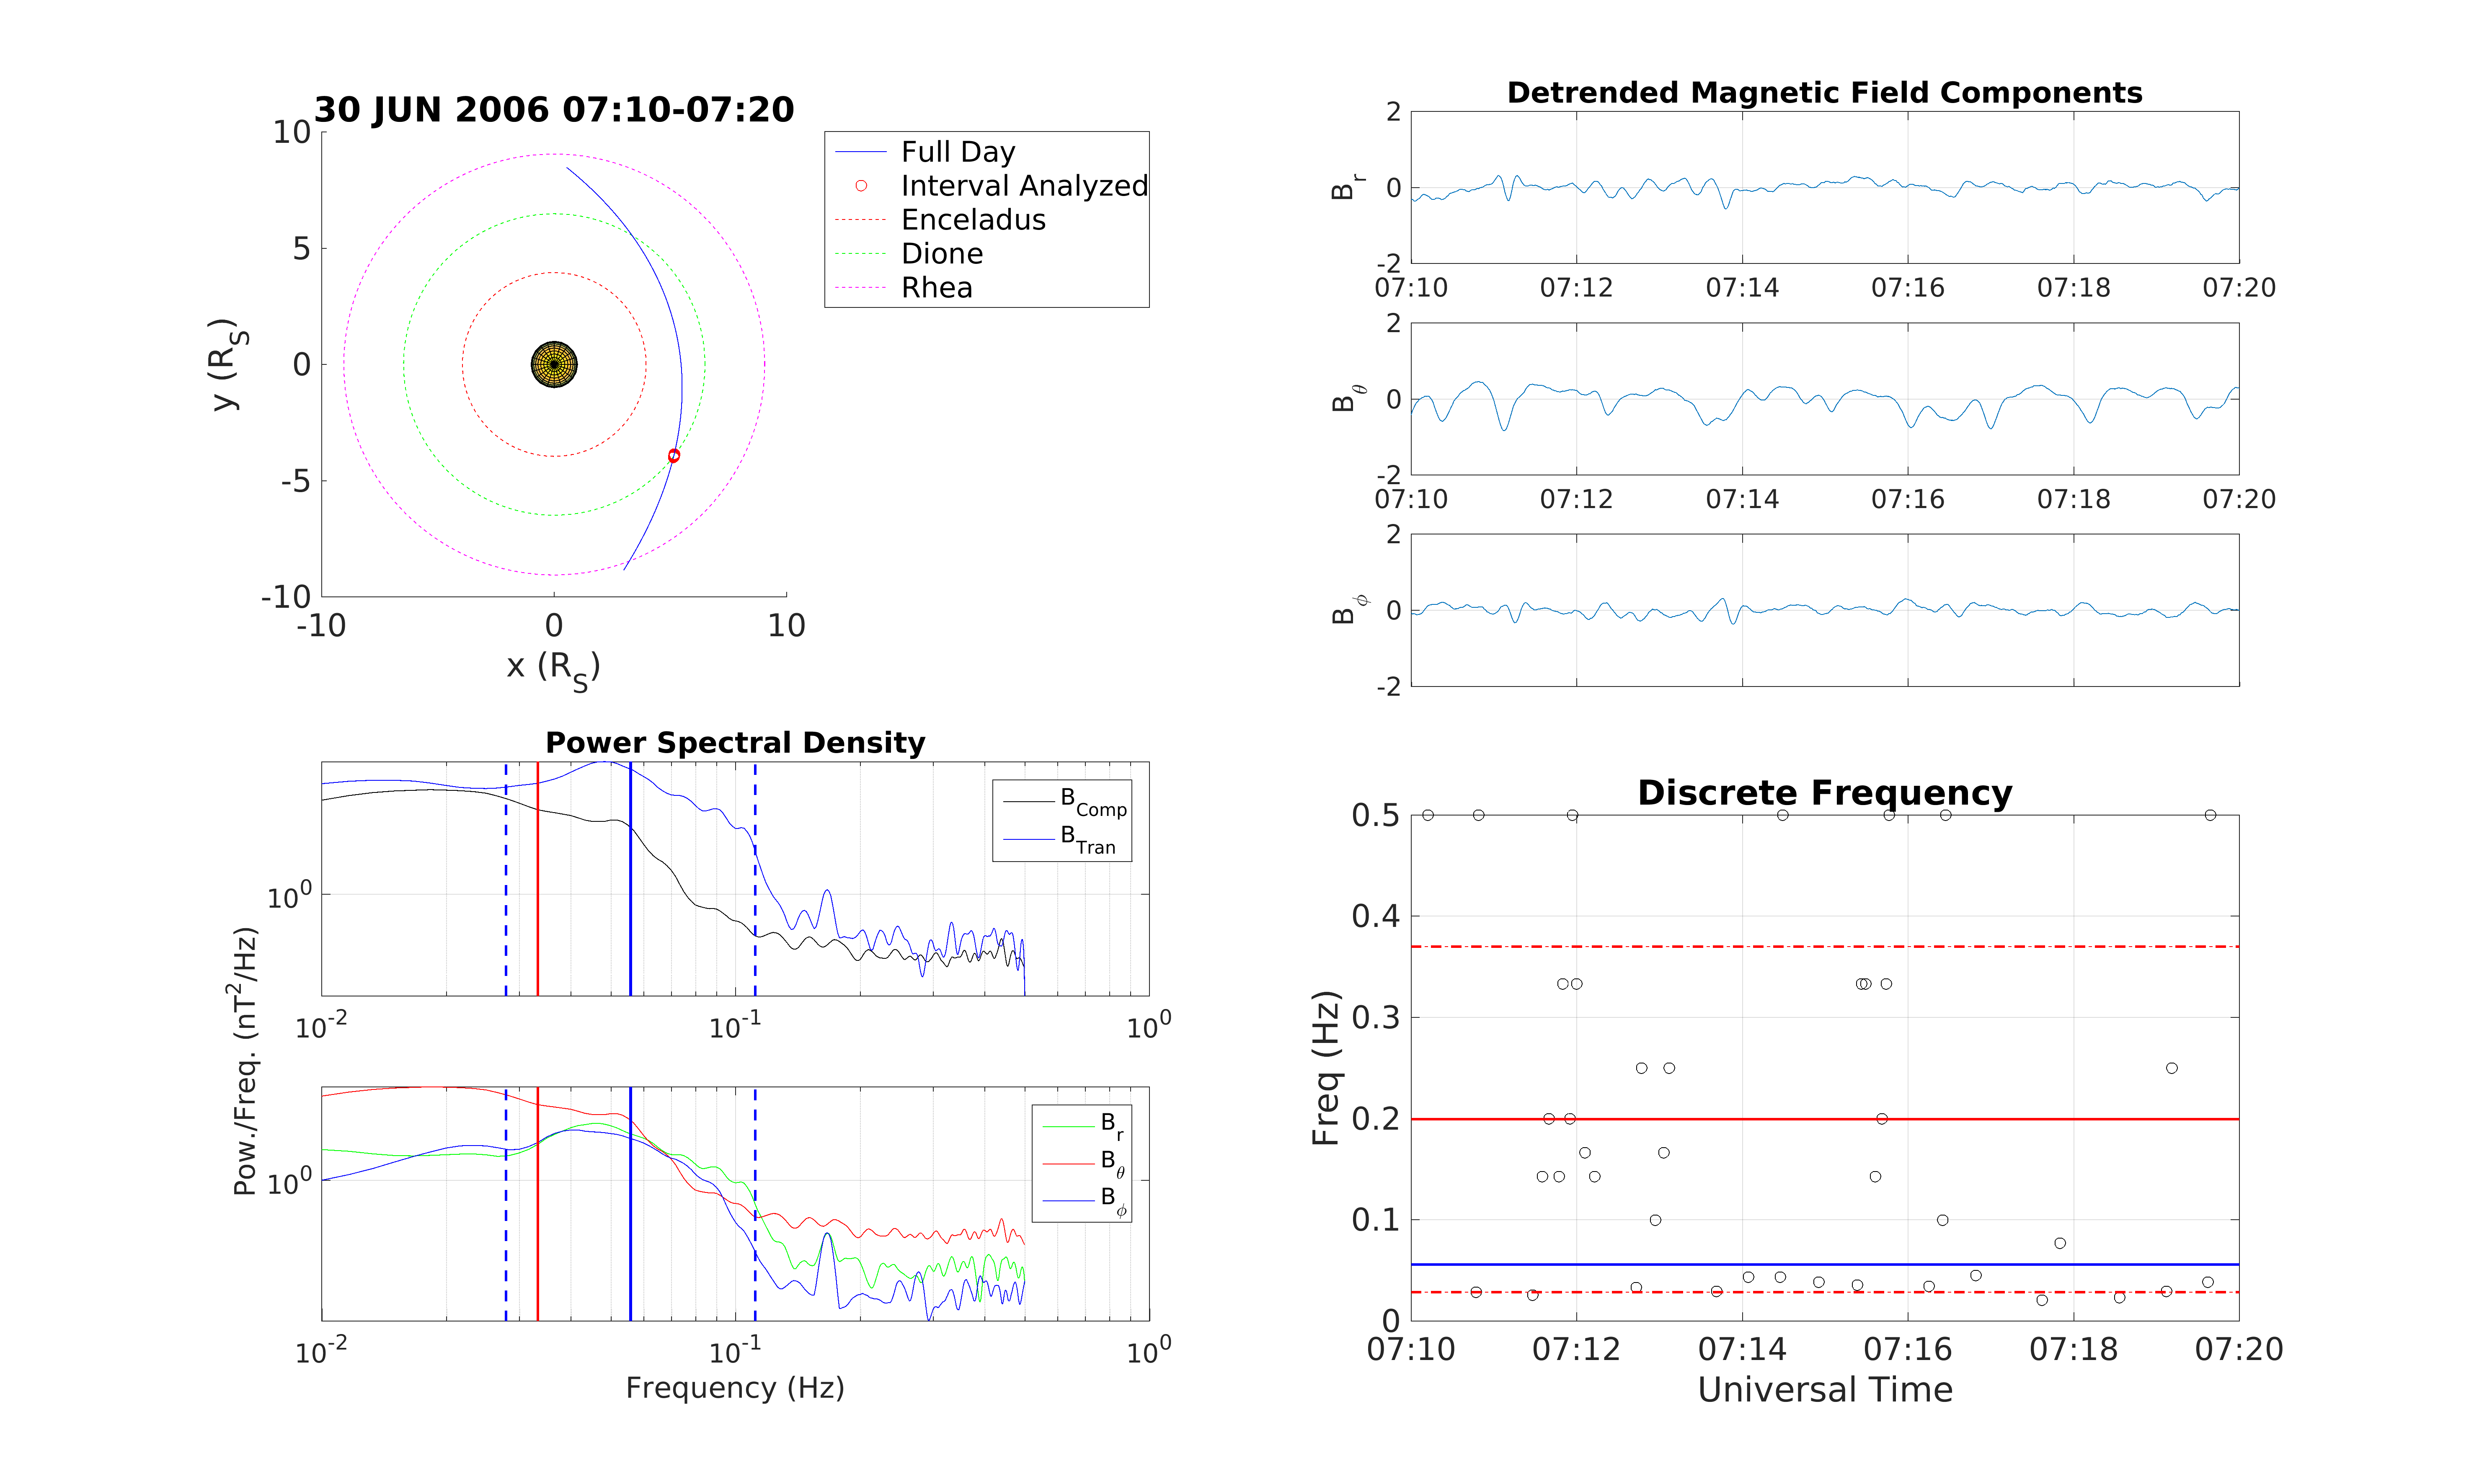 30 JUN 2006 07:10-07:20
10
5
0
-5
-10
-10 0 10
y (R_S)
x (R_S)
Full Day
Interval Analyzed
Enceladus
Dione
Rhea
Detrended Magnetic Field Components
2
0
-2
B_r
07:10 07:12 07:14 07:16 07:18 07:20
2
0
-2
B_θ
07:10 07:12 07:14 07:16 07:18 07:20
2
0
-2
B_ϕ
Power Spectral Density
10^0
B_Comp
B_Tran
10^-2 10^-1 10^0
Pow./Freq. (nT^2/Hz)
10^0
B_r
B_θ
B_ϕ
10^-2 10^-1 10^0
Frequency (Hz)
Discrete Frequency
0.5
0.4
0.3
0.2
0.1
0
Freq (Hz)
07:10 07:12 07:14 07:16 07:18 07:20
Universal Time